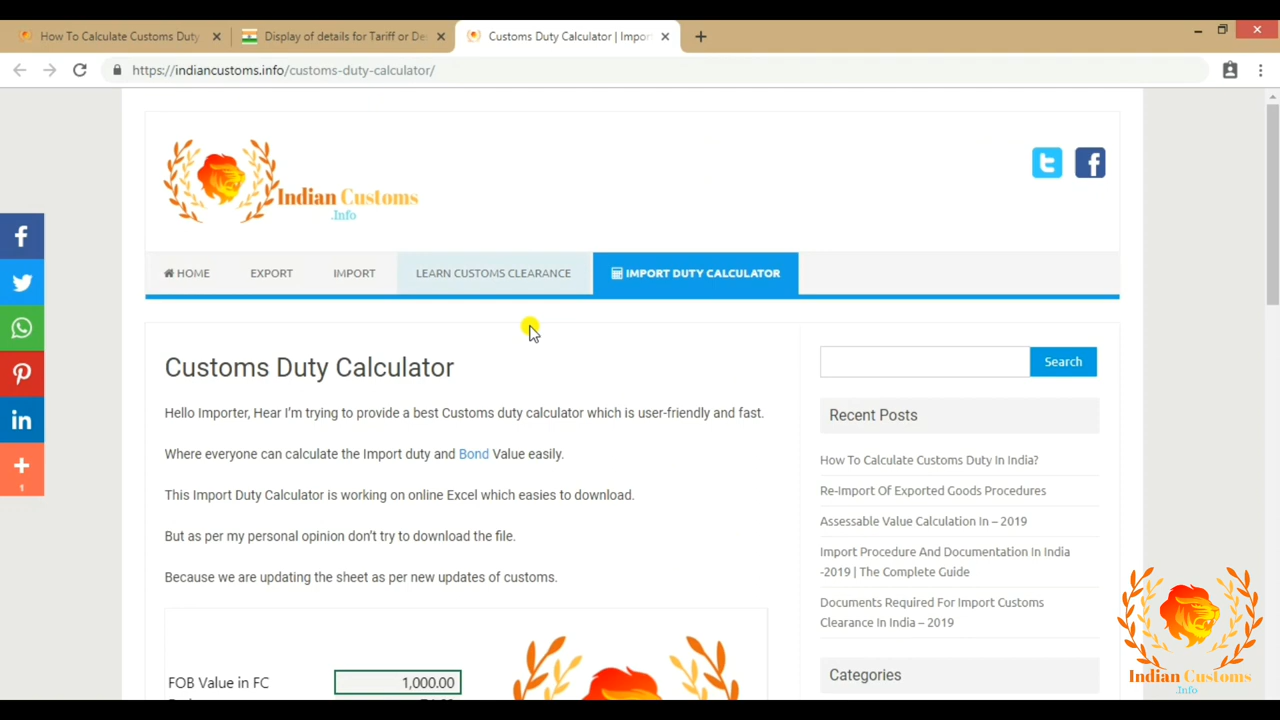 How To Calculate Customs Duty
Display of details for Tariff or De
Customs Duty Calculator | Impor
https://indiancustoms.info/customs-duty-calculator/
Indian Customs
.Info
HOME
EXPORT
IMPORT
LEARN CUSTOMS CLEARANCE
IMPORT DUTY CALCULATOR
Customs Duty Calculator
Hello Importer, Hear I'm trying to provide a best Customs duty calculator which is user-friendly and fast.
Where everyone can calculate the Import duty and Bond Value easily.
This Import Duty Calculator is working on online Excel which easies to download.
But as per my personal opinion don't try to download the file.
Because we are updating the sheet as per new updates of customs.
FOB Value in FC 1,000.00
Search
Recent Posts
How To Calculate Customs Duty In India?
Re-Import Of Exported Goods Procedures
Assessable Value Calculation In – 2019
Import Procedure And Documentation In India
-2019 | The Complete Guide
Documents Required For Import Customs
Clearance In India – 2019
Categories
1
Indian Customs
.Info